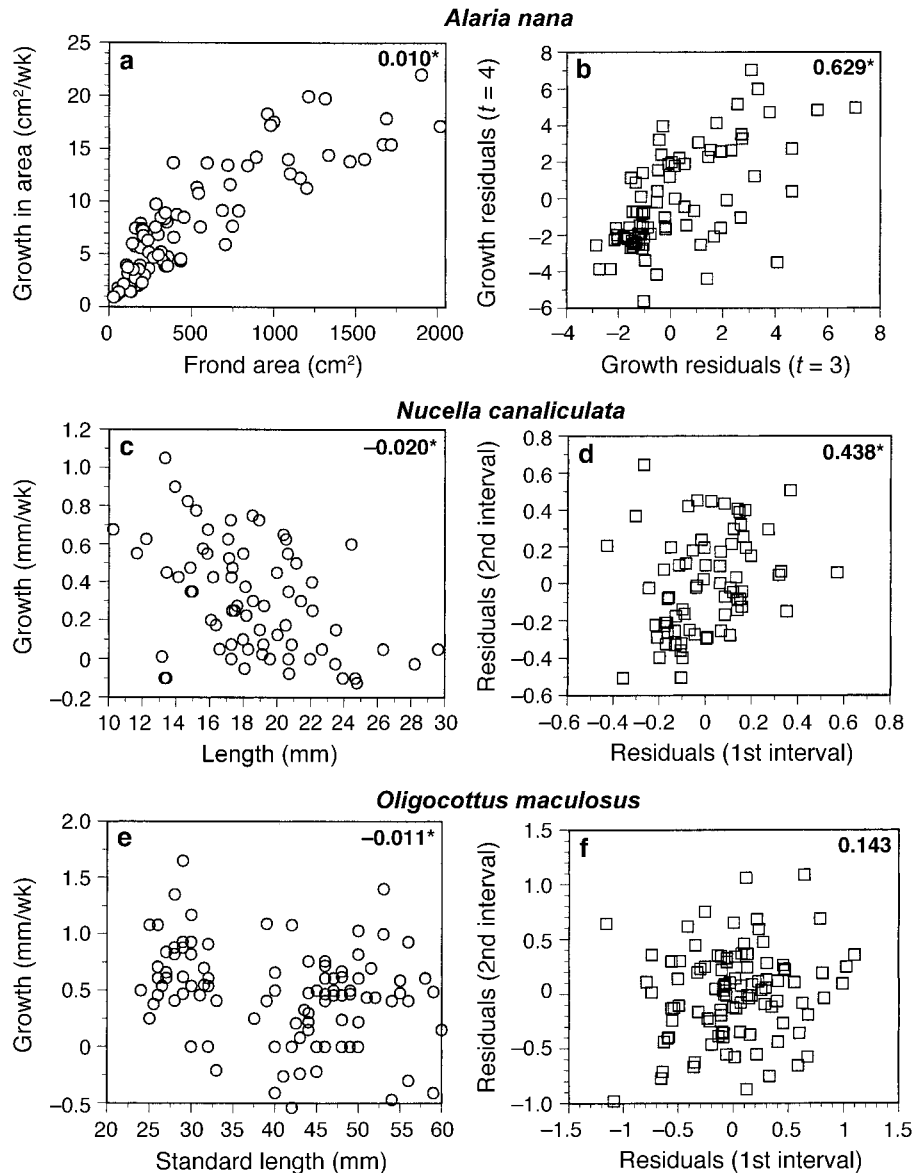 Alaria nana
a
0.010*
25
20
15
10
5
0
Growth in area (cm²/wk)
0 500 1000 1500 2000
Frond area (cm²)
b
0.629*
8
6
4
2
0
−2
−4
−6
Growth residuals (t = 4)
−4 −2 0 2 4 6 8
Growth residuals (t = 3)
Nucella canaliculata
c
−0.020*
1.2
1.0
0.8
0.6
0.4
0.2
0
−0.2
Growth (mm/wk)
10 12 14 16 18 20 22 24 26 28 30
Length (mm)
d
0.438*
0.8
0.6
0.4
0.2
0
−0.2
−0.4
−0.6
Residuals (2nd interval)
−0.6 −0.4 −0.2 0 0.2 0.4 0.6 0.8
Residuals (1st interval)
Oligocottus maculosus
e
−0.011*
2.0
1.5
1.0
0.5
0
−0.5
Growth (mm/wk)
20 25 30 35 40 45 50 55 60
Standard length (mm)
f
0.143
1.5
1.0
0.5
0
−0.5
−1.0
Residuals (2nd interval)
−1.5 −1.0 −0.5 0 0.5 1.0 1.5
Residuals (1st interval)